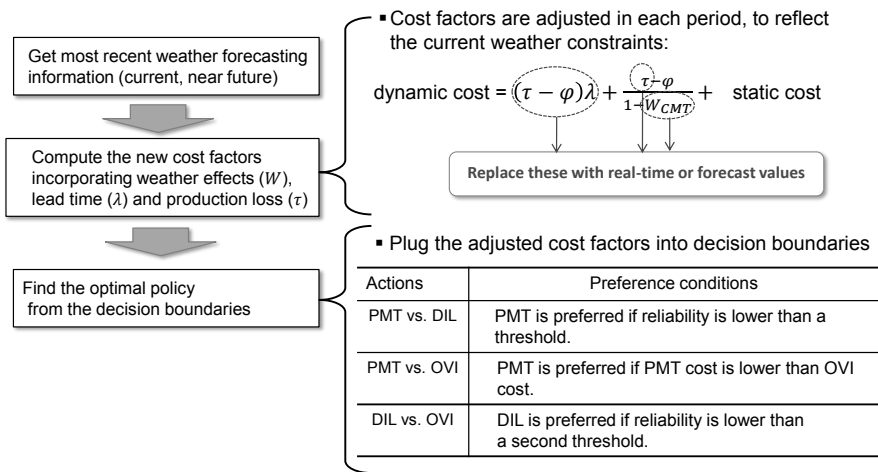 Get most recent weather forecasting
information (current, near future)
Compute the new cost factors
incorporating weather effects (W),
lead time (λ) and production loss (τ)
Find the optimal policy
from the decision boundaries
▪ Cost factors are adjusted in each period, to reflect
the current weather constraints:
dynamic cost = (τ − φ)λ + (τ−φ)/(1−W_CMT) + static cost
Replace these with real-time or forecast values
▪ Plug the adjusted cost factors into decision boundaries
Actions Preference conditions
PMT vs. DIL PMT is preferred if reliability is lower than a
threshold.
PMT vs. OVI PMT is preferred if PMT cost is lower than OVI
cost.
DIL vs. OVI DIL is preferred if reliability is lower than
a second threshold.